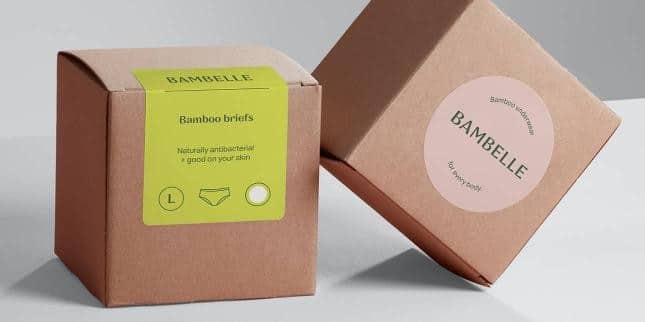 BAMBELLE
Bamboo briefs
Naturally antibacterial
+ good on your skin
L
Bamboo underwear
BAMBELLE
for every body